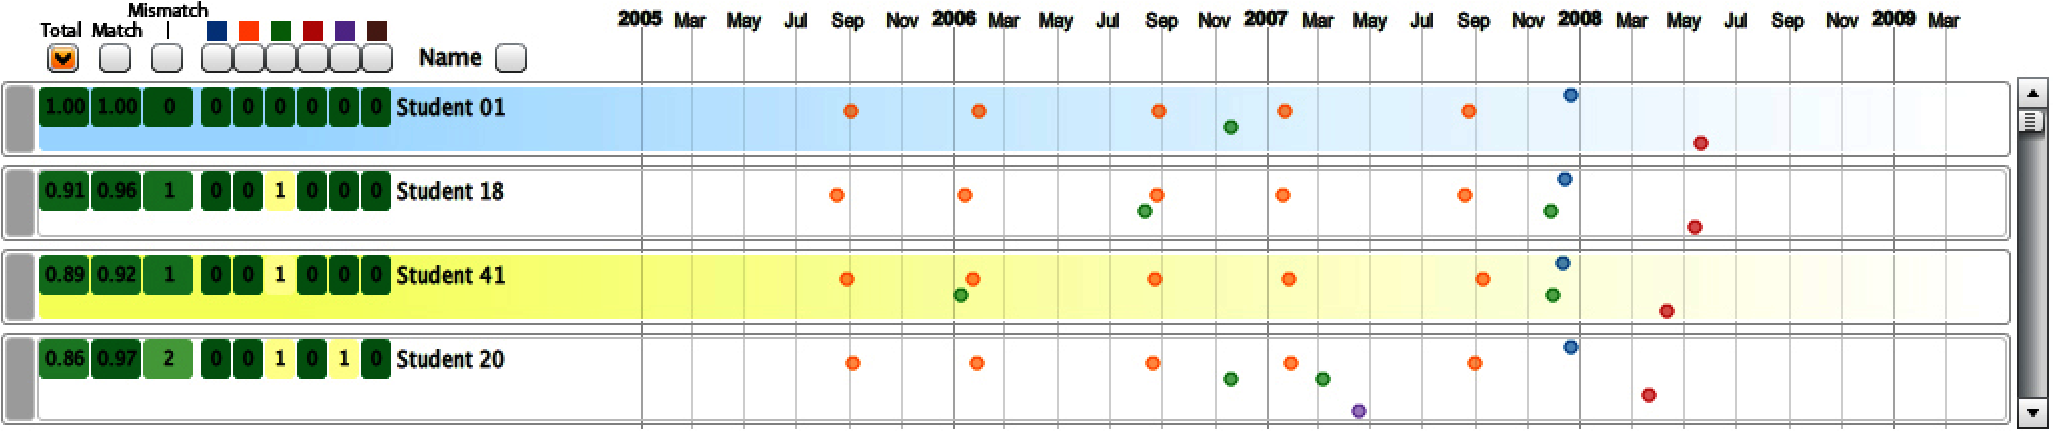 Mismatch
Total Match | Name
2005 Mar May Jul Sep Nov 2006 Mar May Jul Sep Nov 2007 Mar May Jul Sep Nov 2008 Mar May Jul Sep Nov 2009 Mar
1.00 1.00 0 0 0 0 0 0 0 Student 01
0.91 0.96 1 0 0 1 0 0 0 Student 18
0.89 0.92 1 0 0 1 0 0 0 Student 41
0.86 0.97 2 0 0 1 0 1 0 Student 20